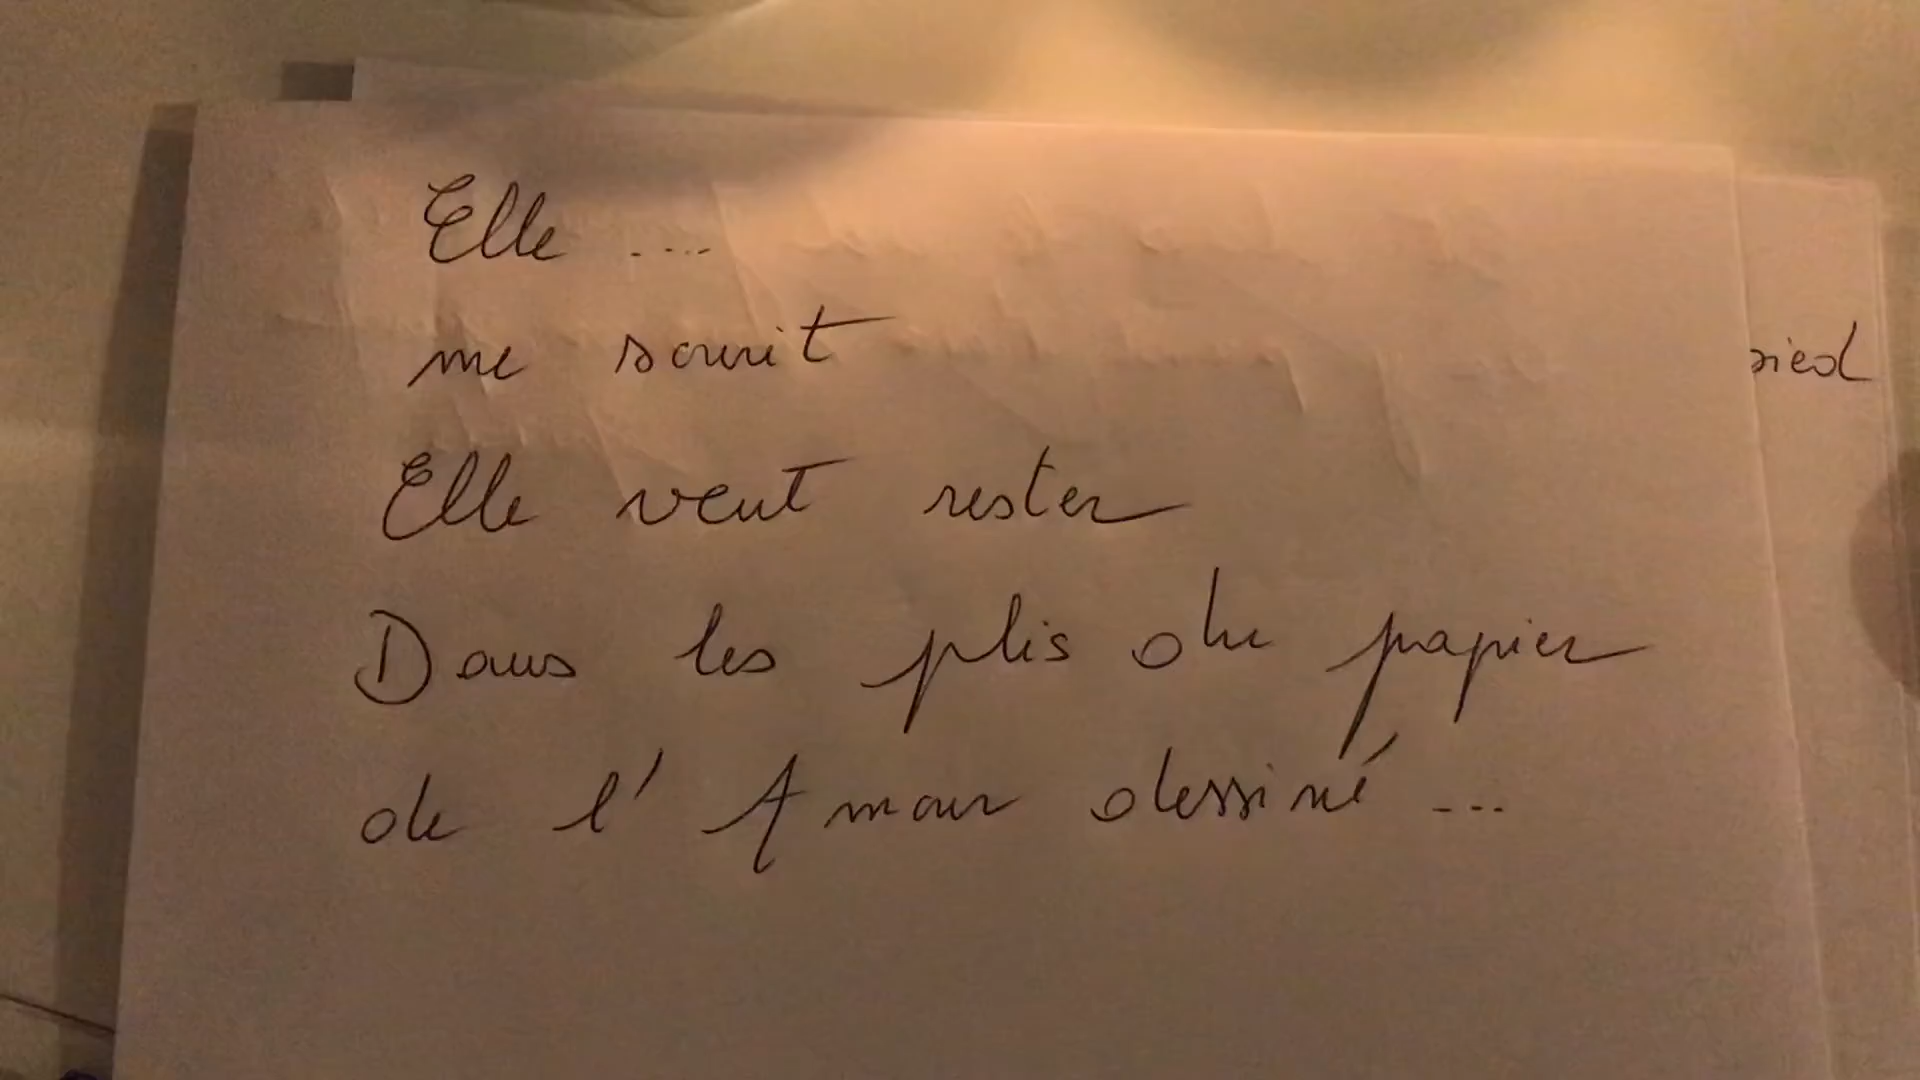 Elle ....
me sourit
Elle veut rester
Dans les plis du papier
de l'Amour dessiné ...